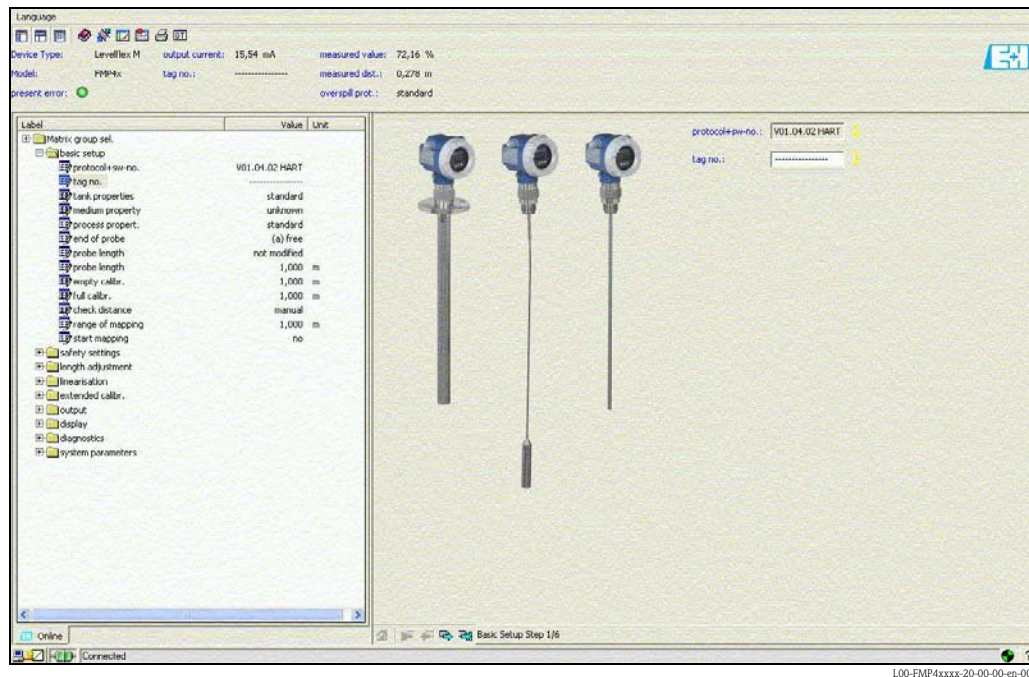 Language
Device Type: Levelflex M output current: 15,54 mA measured value: 72,16 %
Model: FMP4x tag no.: ---------------- measured dist.: 0,278 m
present error: overspill prot.: standard
E+H
Label Value Unit
Matrix group sel.
basic setup
protocol+sw-no. V01.04.02 HART
tag no. ----------------
tank properties standard
medium property unknown
process propert. standard
end of probe (a) free
probe length not modified
probe length 1,000 m
empty calibr. 1,000 m
full calibr. 1,000 m
check distance manual
range of mapping 1,000 m
start mapping no
safety settings
length adjustment
linearisation
extended calibr.
output
display
diagnostics
system parameters
protocol+sw-no.: V01.04.02 HART
tag no.: ----------------
Online
Basic Setup Step 1/6
Connected
L00-FMP4xxxx-20-00-00-en-00